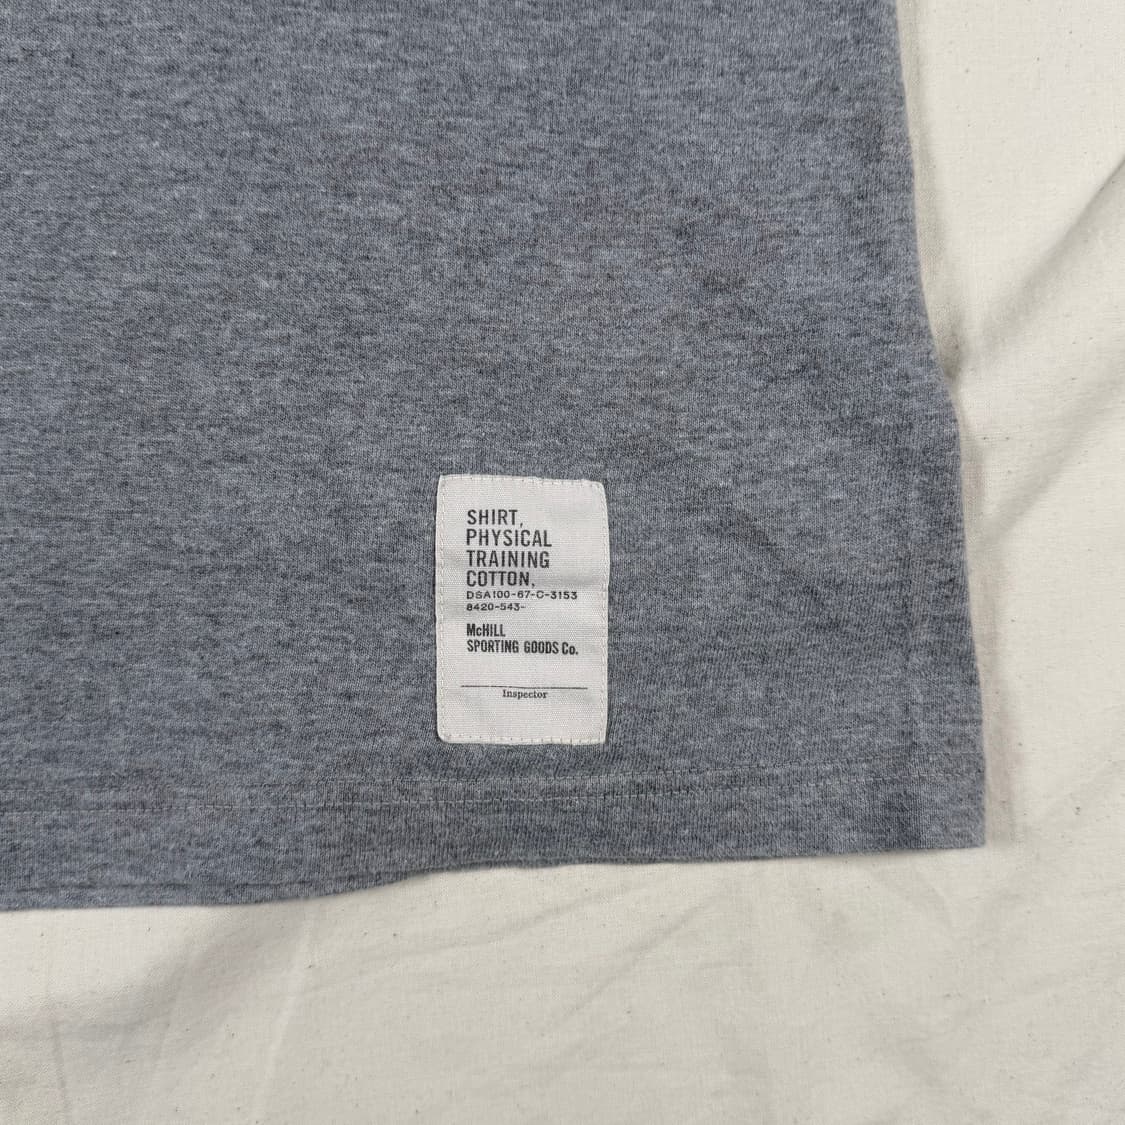 SHIRT,
PHYSICAL
TRAINING
COTTON,
DSA100-67-C-3153
8420-543-
McHILL
SPORTING GOODS Co.
Inspector